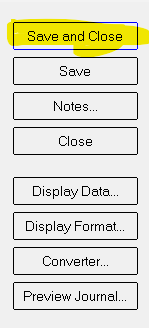 Save and Close
Save
Notes...
Close
Display Data...
Display Format...
Converter...
Preview Journal...